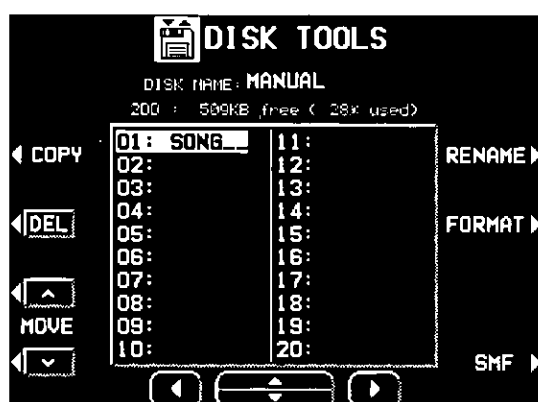 DISK TOOLS
DISK NAME: MANUAL
2DD : 509KB free ( 28% used)
COPY
DEL
MOVE
01: SONG__
02:
03:
04:
05:
06:
07:
08:
09:
10:
11:
12:
13:
14:
15:
16:
17:
18:
19:
20:
RENAME
FORMAT
SMF